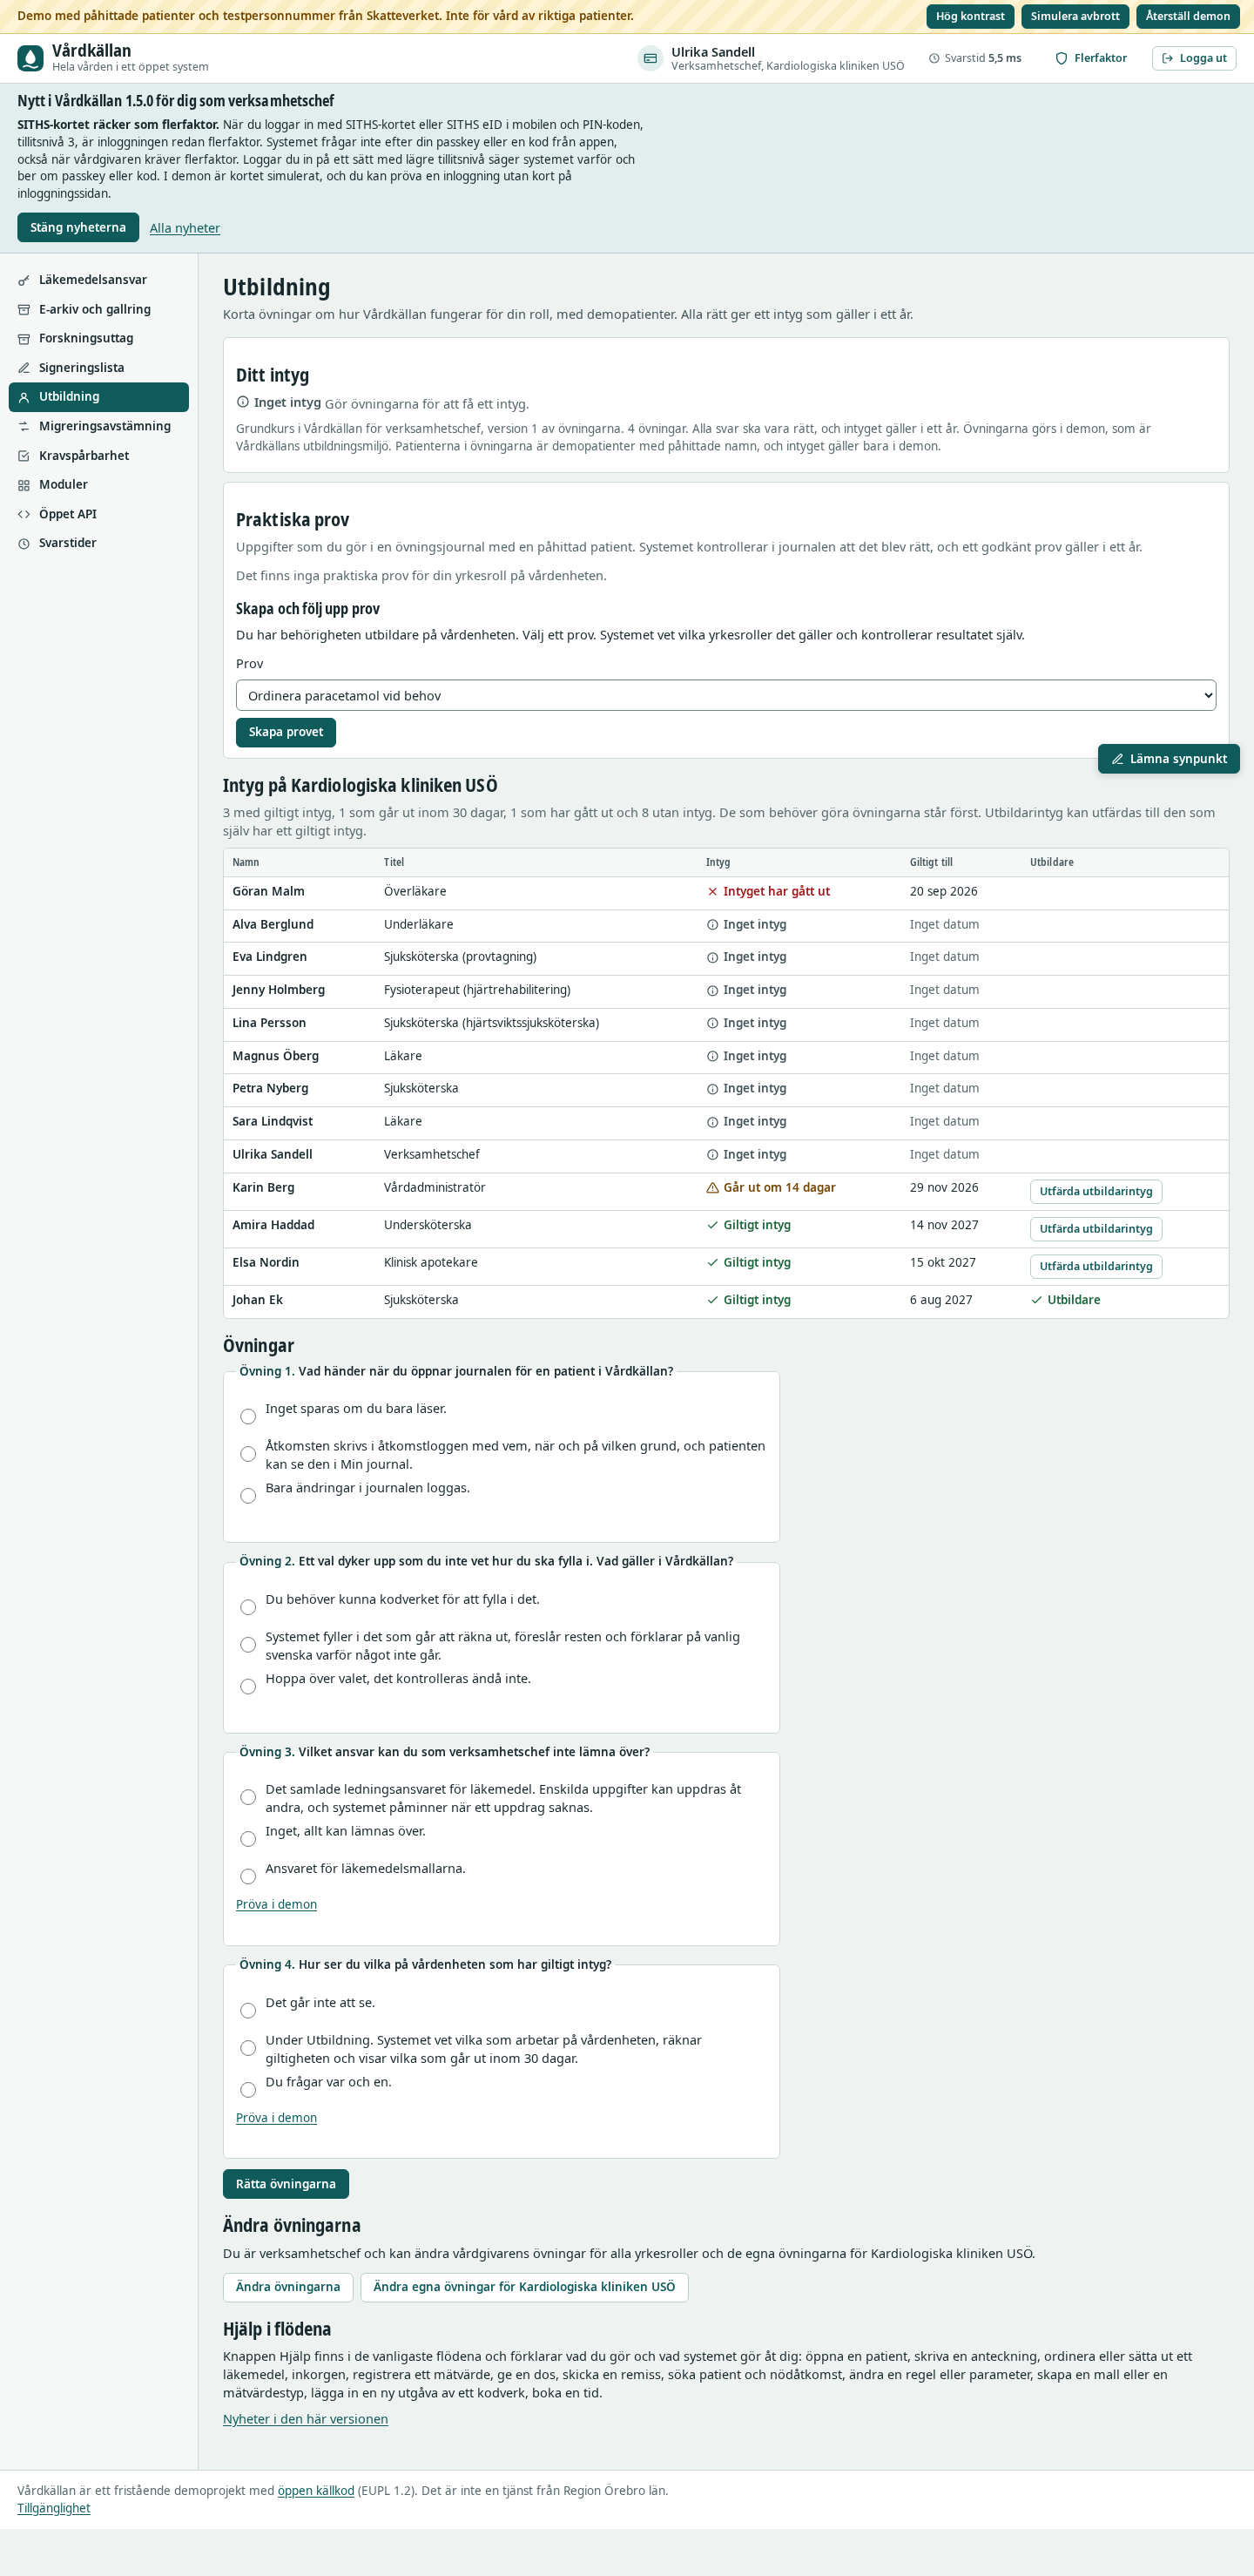 Demo med påhittade patienter och testpersonnummer från Skatteverket. Inte för vård av riktiga patienter.
Hög kontrast
Simulera avbrott
Återställ demon
Vårdkällan
Hela vården i ett öppet system
Ulrika Sandell
Verksamhetschef, Kardiologiska kliniken USÖ
Svarstid 5,5 ms
Flerfaktor
Logga ut
Nytt i Vårdkällan 1.5.0 för dig som verksamhetschef
SITHS-kortet räcker som flerfaktor. När du loggar in med SITHS-kortet eller SITHS eID i mobilen och PIN-koden,
tillitsnivå 3, är inloggningen redan flerfaktor. Systemet frågar inte efter din passkey eller en kod från appen,
också när vårdgivaren kräver flerfaktor. Loggar du in på ett sätt med lägre tillitsnivå säger systemet varför och
ber om passkey eller kod. I demon är kortet simulerat, och du kan pröva en inloggning utan kort på
inloggningssidan.
Stäng nyheterna
Alla nyheter
Läkemedelsansvar
E-arkiv och gallring
Forskningsuttag
Signeringslista
Utbildning
Migreringsavstämning
Kravspårbarhet
Moduler
Öppet API
Svarstider
Utbildning
Korta övningar om hur Vårdkällan fungerar för din roll, med demopatienter. Alla rätt ger ett intyg som gäller i ett år.
Ditt intyg
Inget intyg Gör övningarna för att få ett intyg.
Grundkurs i Vårdkällan för verksamhetschef, version 1 av övningarna. 4 övningar. Alla svar ska vara rätt, och intyget gäller i ett år. Övningarna görs i demon, som är
Vårdkällans utbildningsmiljö. Patienterna i övningarna är demopatienter med påhittade namn, och intyget gäller bara i demon.
Praktiska prov
Uppgifter som du gör i en övningsjournal med en påhittad patient. Systemet kontrollerar i journalen att det blev rätt, och ett godkänt prov gäller i ett år.
Det finns inga praktiska prov för din yrkesroll på vårdenheten.
Skapa och följ upp prov
Du har behörigheten utbildare på vårdenheten. Välj ett prov. Systemet vet vilka yrkesroller det gäller och kontrollerar resultatet själv.
Prov
Ordinera paracetamol vid behov
Skapa provet
Lämna synpunkt
Intyg på Kardiologiska kliniken USÖ
3 med giltigt intyg, 1 som går ut inom 30 dagar, 1 som har gått ut och 8 utan intyg. De som behöver göra övningarna står först. Utbildarintyg kan utfärdas till den som
själv har ett giltigt intyg.
Namn Titel Intyg Giltigt till Utbildare
Göran Malm Överläkare Intyget har gått ut 20 sep 2026
Alva Berglund Underläkare Inget intyg Inget datum
Eva Lindgren Sjuksköterska (provtagning) Inget intyg Inget datum
Jenny Holmberg Fysioterapeut (hjärtrehabilitering) Inget intyg Inget datum
Lina Persson Sjuksköterska (hjärtsviktssjuksköterska) Inget intyg Inget datum
Magnus Öberg Läkare Inget intyg Inget datum
Petra Nyberg Sjuksköterska Inget intyg Inget datum
Sara Lindqvist Läkare Inget intyg Inget datum
Ulrika Sandell Verksamhetschef Inget intyg Inget datum
Karin Berg Vårdadministratör Går ut om 14 dagar 29 nov 2026 Utfärda utbildarintyg
Amira Haddad Undersköterska Giltigt intyg 14 nov 2027 Utfärda utbildarintyg
Elsa Nordin Klinisk apotekare Giltigt intyg 15 okt 2027 Utfärda utbildarintyg
Johan Ek Sjuksköterska Giltigt intyg 6 aug 2027 Utbildare
Övningar
Övning 1. Vad händer när du öppnar journalen för en patient i Vårdkällan?
Inget sparas om du bara läser.
Åtkomsten skrivs i åtkomstloggen med vem, när och på vilken grund, och patienten
kan se den i Min journal.
Bara ändringar i journalen loggas.
Övning 2. Ett val dyker upp som du inte vet hur du ska fylla i. Vad gäller i Vårdkällan?
Du behöver kunna kodverket för att fylla i det.
Systemet fyller i det som går att räkna ut, föreslår resten och förklarar på vanlig
svenska varför något inte går.
Hoppa över valet, det kontrolleras ändå inte.
Övning 3. Vilket ansvar kan du som verksamhetschef inte lämna över?
Det samlade ledningsansvaret för läkemedel. Enskilda uppgifter kan uppdras åt
andra, och systemet påminner när ett uppdrag saknas.
Inget, allt kan lämnas över.
Ansvaret för läkemedelsmallarna.
Pröva i demon
Övning 4. Hur ser du vilka på vårdenheten som har giltigt intyg?
Det går inte att se.
Under Utbildning. Systemet vet vilka som arbetar på vårdenheten, räknar
giltigheten och visar vilka som går ut inom 30 dagar.
Du frågar var och en.
Pröva i demon
Rätta övningarna
Ändra övningarna
Du är verksamhetschef och kan ändra vårdgivarens övningar för alla yrkesroller och de egna övningarna för Kardiologiska kliniken USÖ.
Ändra övningarna
Ändra egna övningar för Kardiologiska kliniken USÖ
Hjälp i flödena
Knappen Hjälp finns i de vanligaste flödena och förklarar vad du gör och vad systemet gör åt dig: öppna en patient, skriva en anteckning, ordinera eller sätta ut ett
läkemedel, inkorgen, registrera ett mätvärde, ge en dos, skicka en remiss, söka patient och nödåtkomst, ändra en regel eller parameter, skapa en mall eller en
mätvärdestyp, lägga in en ny utgåva av ett kodverk, boka en tid.
Nyheter i den här versionen
Vårdkällan är ett fristående demoprojekt med öppen källkod (EUPL 1.2). Det är inte en tjänst från Region Örebro län.
Tillgänglighet